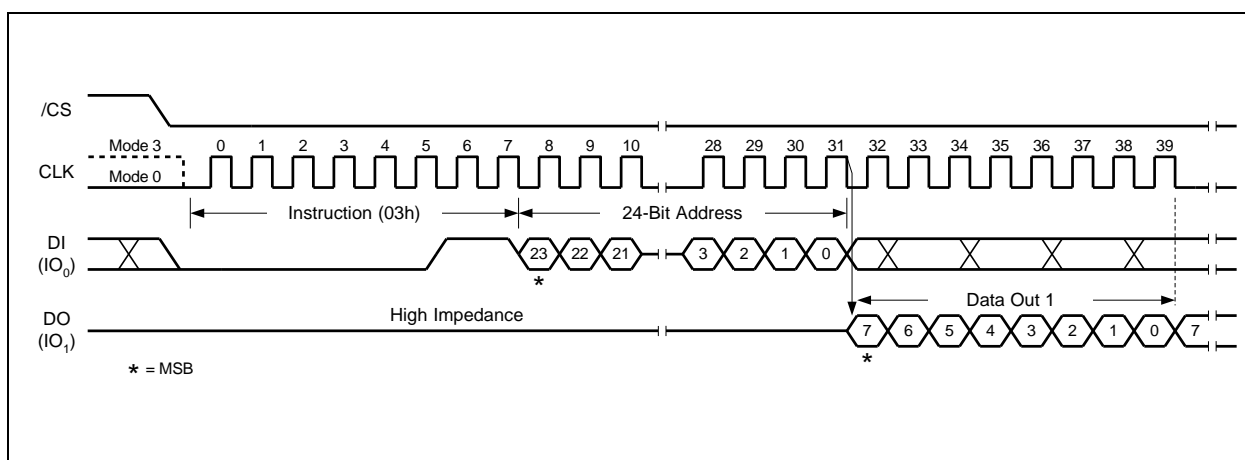 /CS
Mode 3 0 1 2 3 4 5 6 7 8 9 10 28 29 30 31 32 33 34 35 36 37 38 39
CLK Mode 0
Instruction (03h) 24-Bit Address
DI
(IO0) 23 22 21 3 2 1 0
*
Data Out 1
High Impedance
DO
(IO1) 7 6 5 4 3 2 1 0 7
*
* = MSB